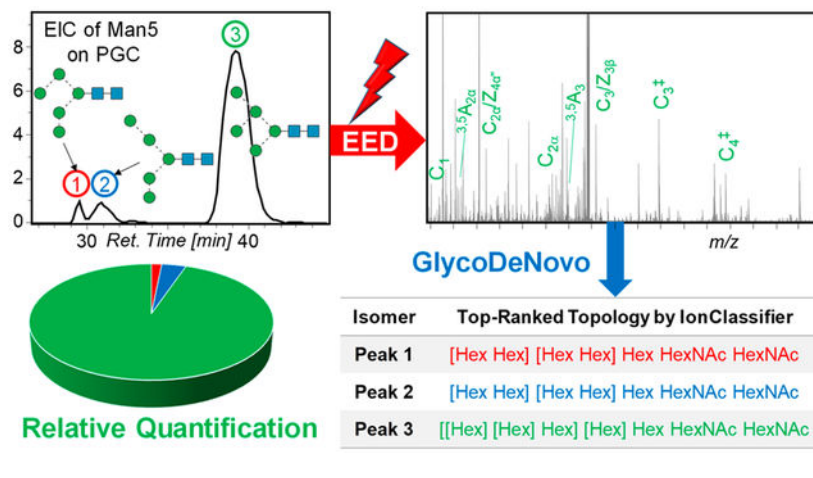 EIC of Man5
on PGC
8
6
4
2
0
1
2
3
30 Ret. Time [min] 40
EED
C₁
³,⁵A₂α
C₂α/Z₄α"
C₂α
³,⁵A₃
C₃/Z₃β
C₃‡
C₄‡
m/z
GlycoDeNovo
Relative Quantification
Isomer Top-Ranked Topology by IonClassifier
Peak 1 [Hex Hex] [Hex Hex] Hex HexNAc HexNAc
Peak 2 [Hex Hex] [Hex Hex] Hex HexNAc HexNAc
Peak 3 [[Hex] [Hex] Hex] [Hex] Hex HexNAc HexNAc